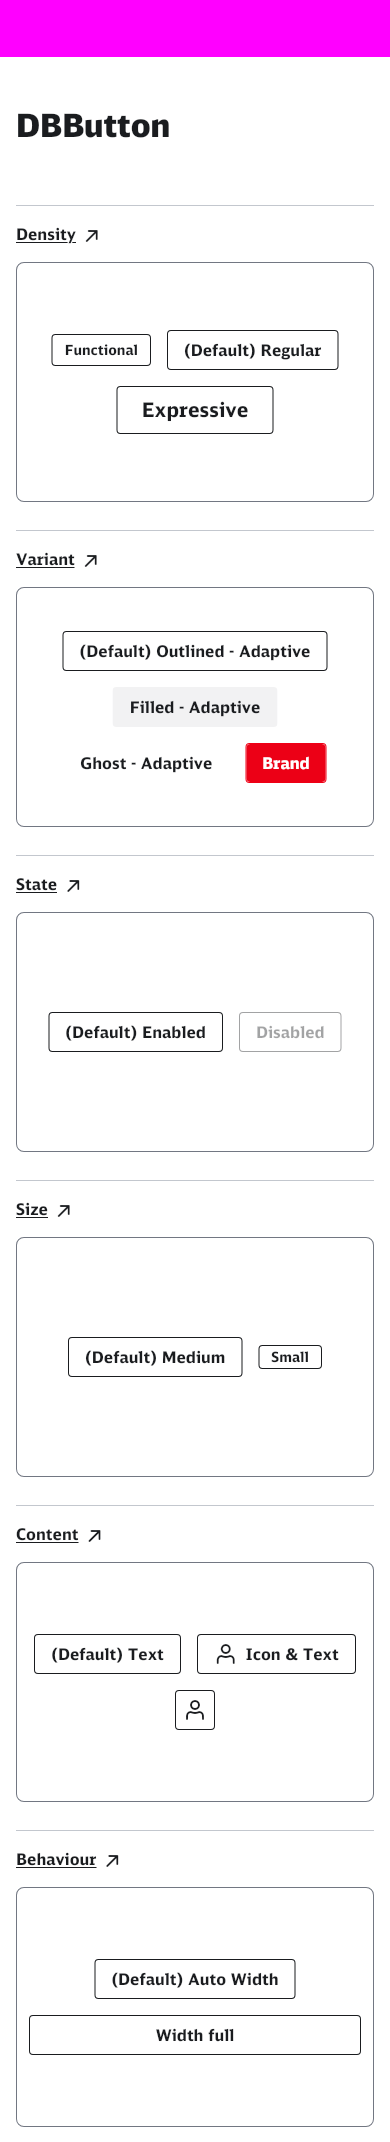 DBButton
Density
Functional
(Default) Regular
Expressive
Variant
(Default) Outlined - Adaptive
Filled - Adaptive
Ghost - Adaptive
Brand
State
(Default) Enabled
Disabled
Size
(Default) Medium
Small
Content
(Default) Text
Icon & Text
Behaviour
(Default) Auto Width
Width full